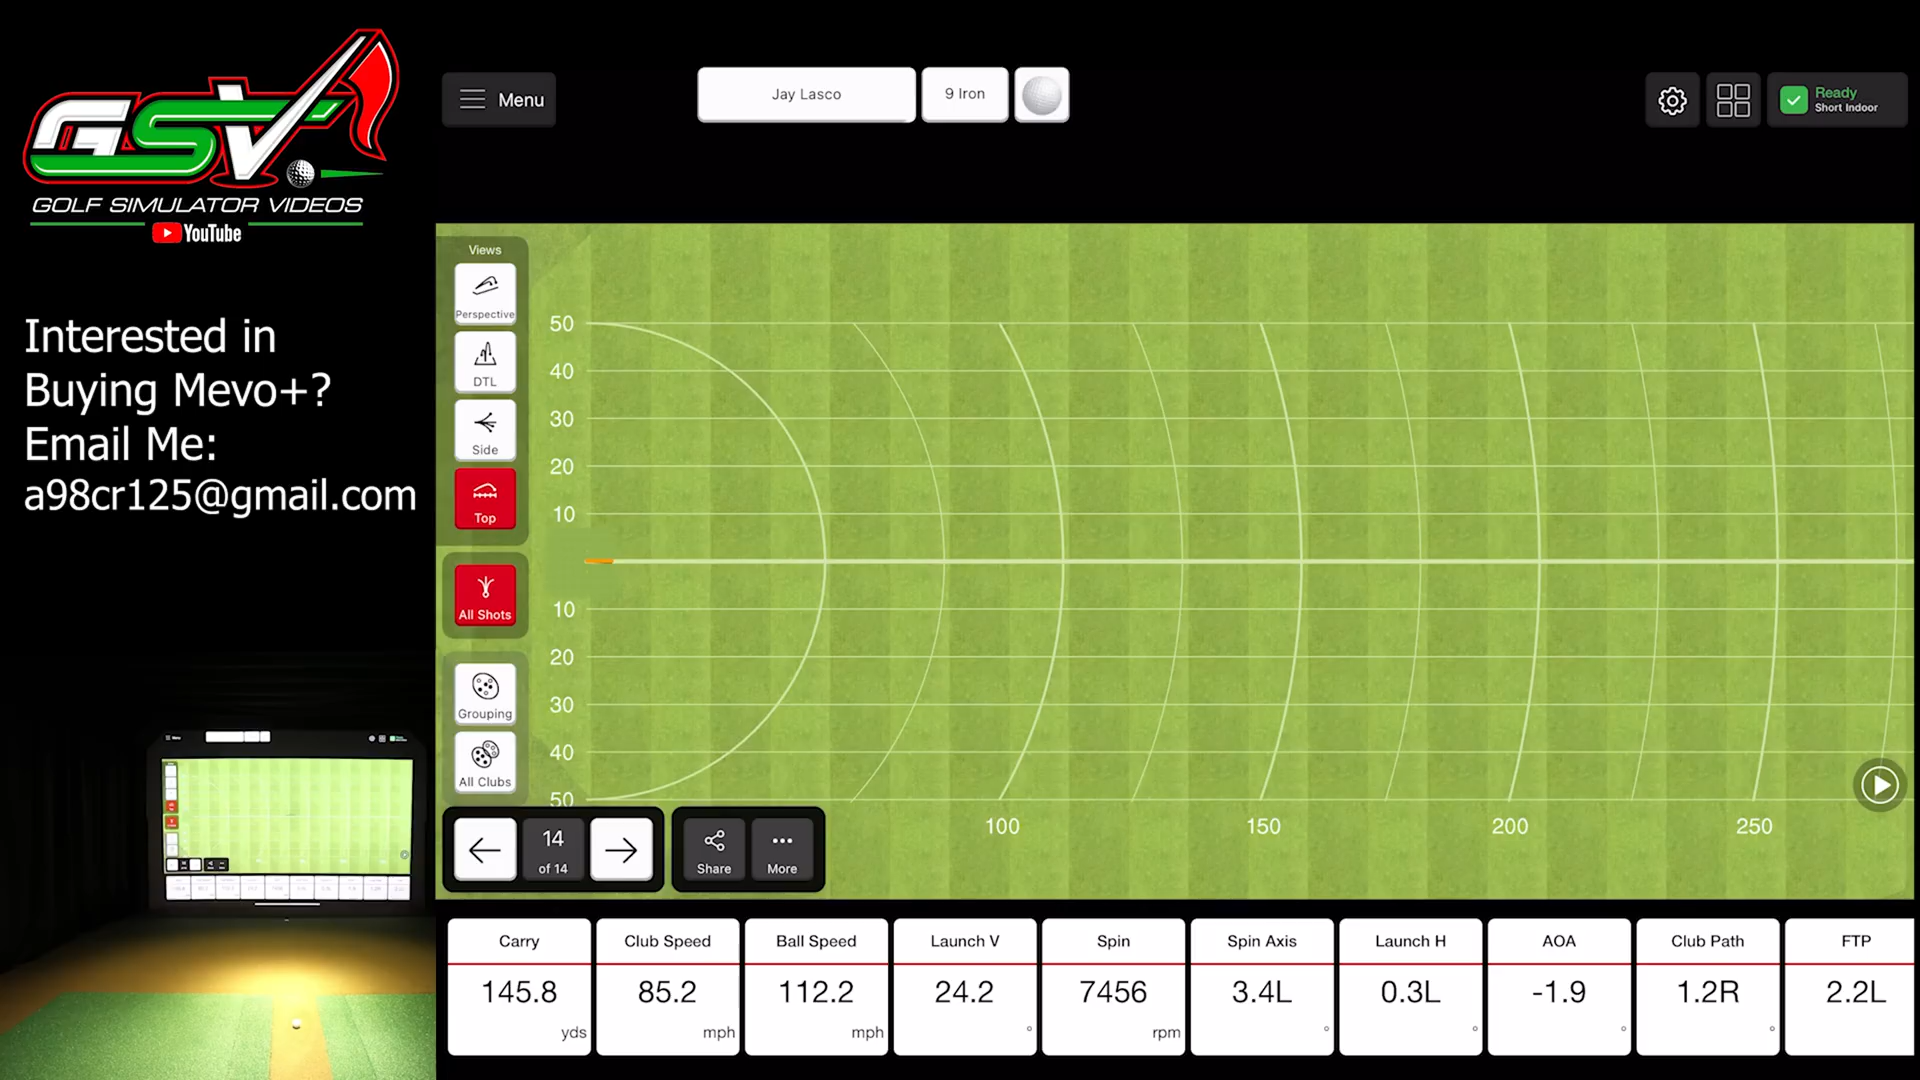 GSV
GOLF SIMULATOR VIDEOS
YouTube
Interested in
Buying Mevo+?
Email Me:
a98cr125@gmail.com
Menu
Jay Lasco
9 Iron
Ready
Short Indoor
Views
Perspective
DTL
Side
Top
All Shots
Grouping
All Clubs
50
40
30
20
10
10
20
30
40
50
100
150
200
250
14
of 14
Share
More
Carry
145.8
yds
Club Speed
85.2
mph
Ball Speed
112.2
mph
Launch V
24.2
°
Spin
7456
rpm
Spin Axis
3.4L
°
Launch H
0.3L
°
AOA
-1.9
°
Club Path
1.2R
°
FTP
2.2L